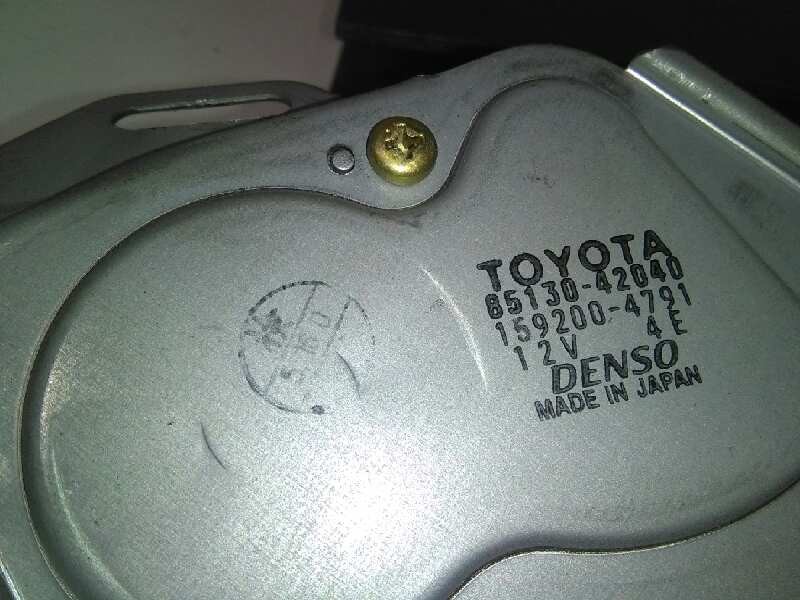 TOYOTA
85130-42040
159200-4791
12V 4E
DENSO
MADE IN JAPAN